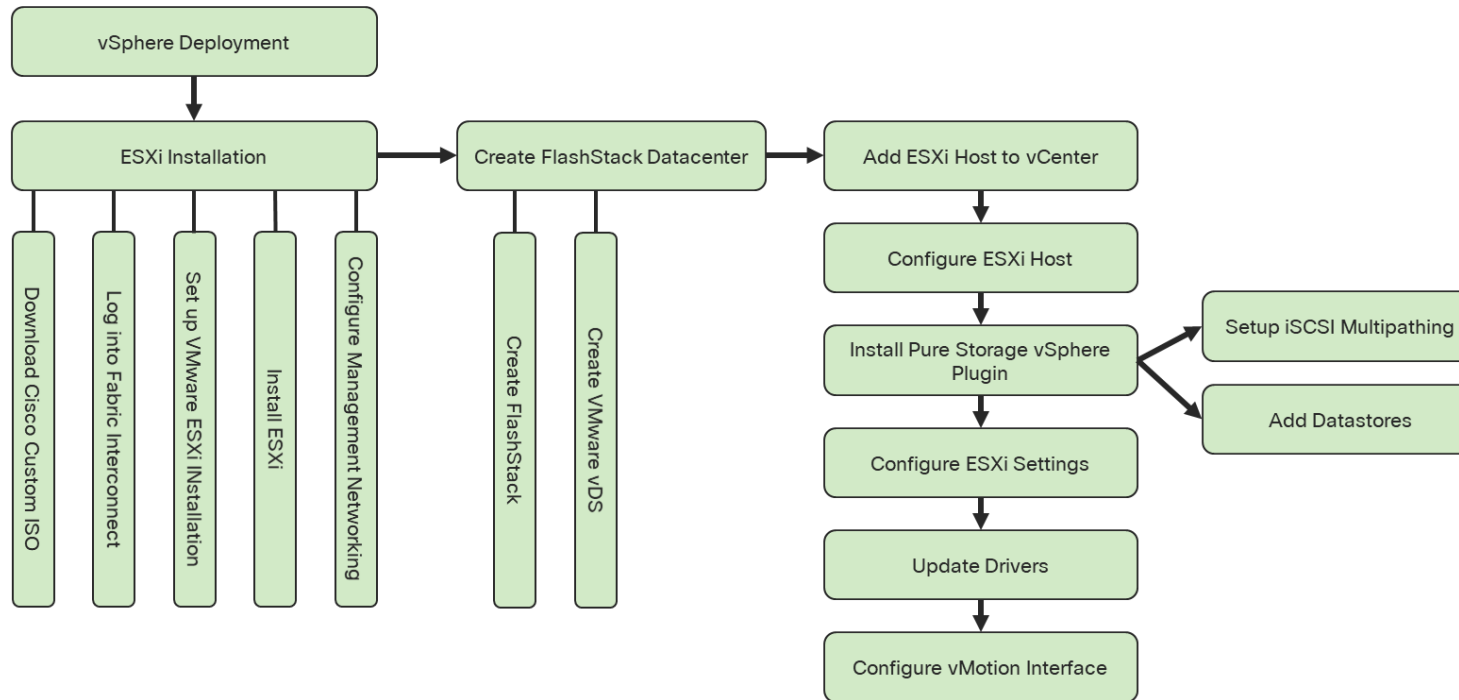 vSphere Deployment
ESXi Installation
Download Cisco Custom ISO
Log into Fabric Interconnect
Set up VMware ESXi INstallation
Install ESXi
Configure Management Networking
Create FlashStack Datacenter
Create FlashStack
Create VMware vDS
Add ESXi Host to vCenter
Configure ESXi Host
Install Pure Storage vSphere
Plugin
Setup iSCSI Multipathing
Add Datastores
Configure ESXi Settings
Update Drivers
Configure vMotion Interface